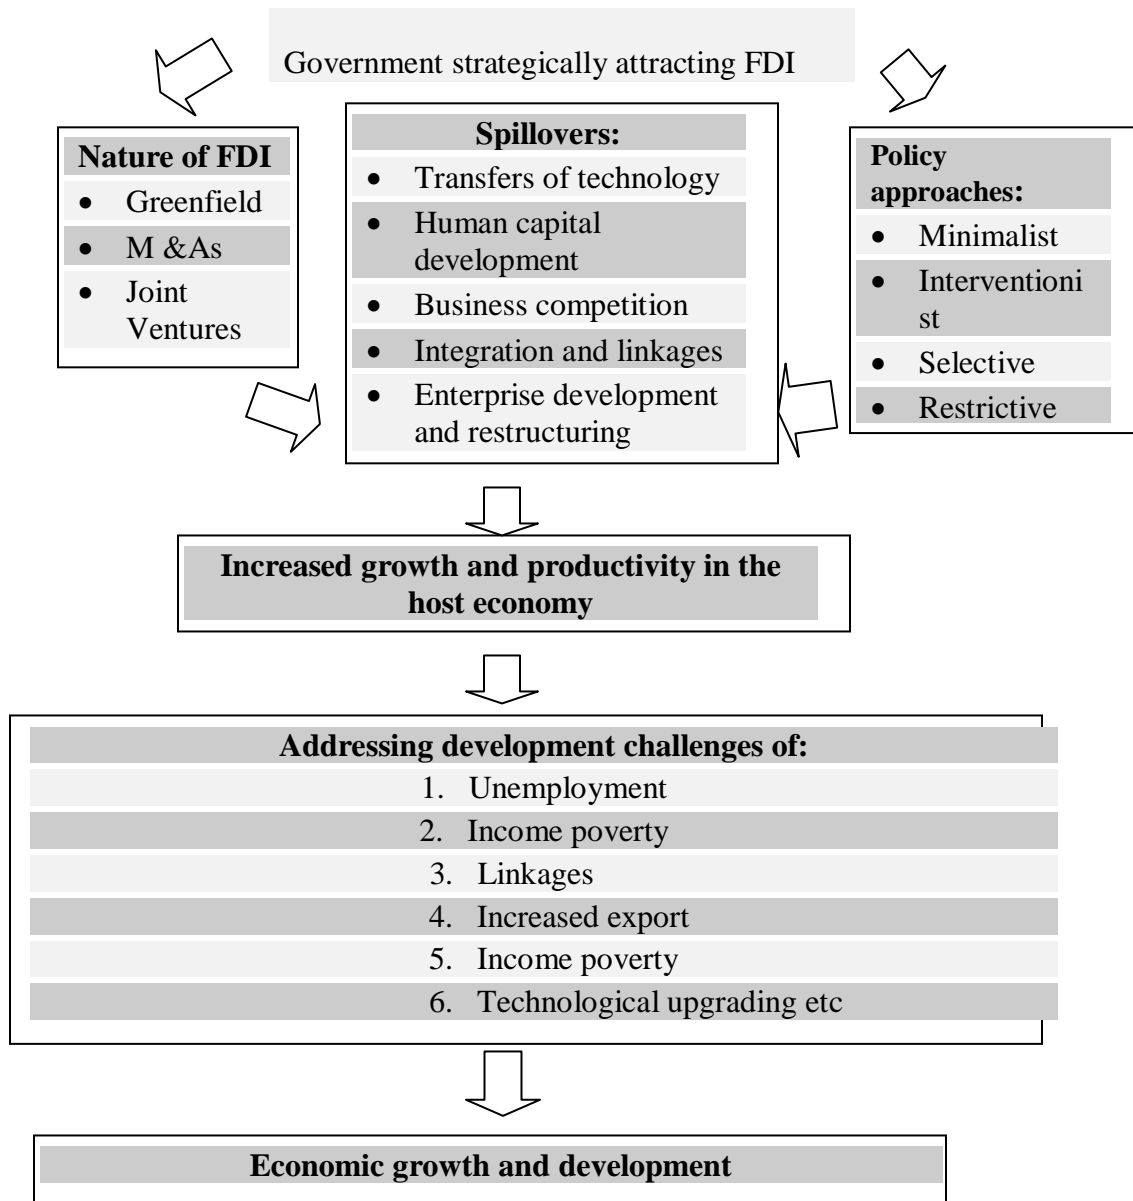 Government strategically attracting FDI
Nature of FDI
• Greenfield
• M &As
• Joint
Ventures
Spillovers:
• Transfers of technology
• Human capital
development
• Business competition
• Integration and linkages
• Enterprise development
and restructuring
Policy
approaches:
• Minimalist
• Interventioni
st
• Selective
• Restrictive
Increased growth and productivity in the
host economy
Addressing development challenges of:
1. Unemployment
2. Income poverty
3. Linkages
4. Increased export
5. Income poverty
6. Technological upgrading etc
Economic growth and development